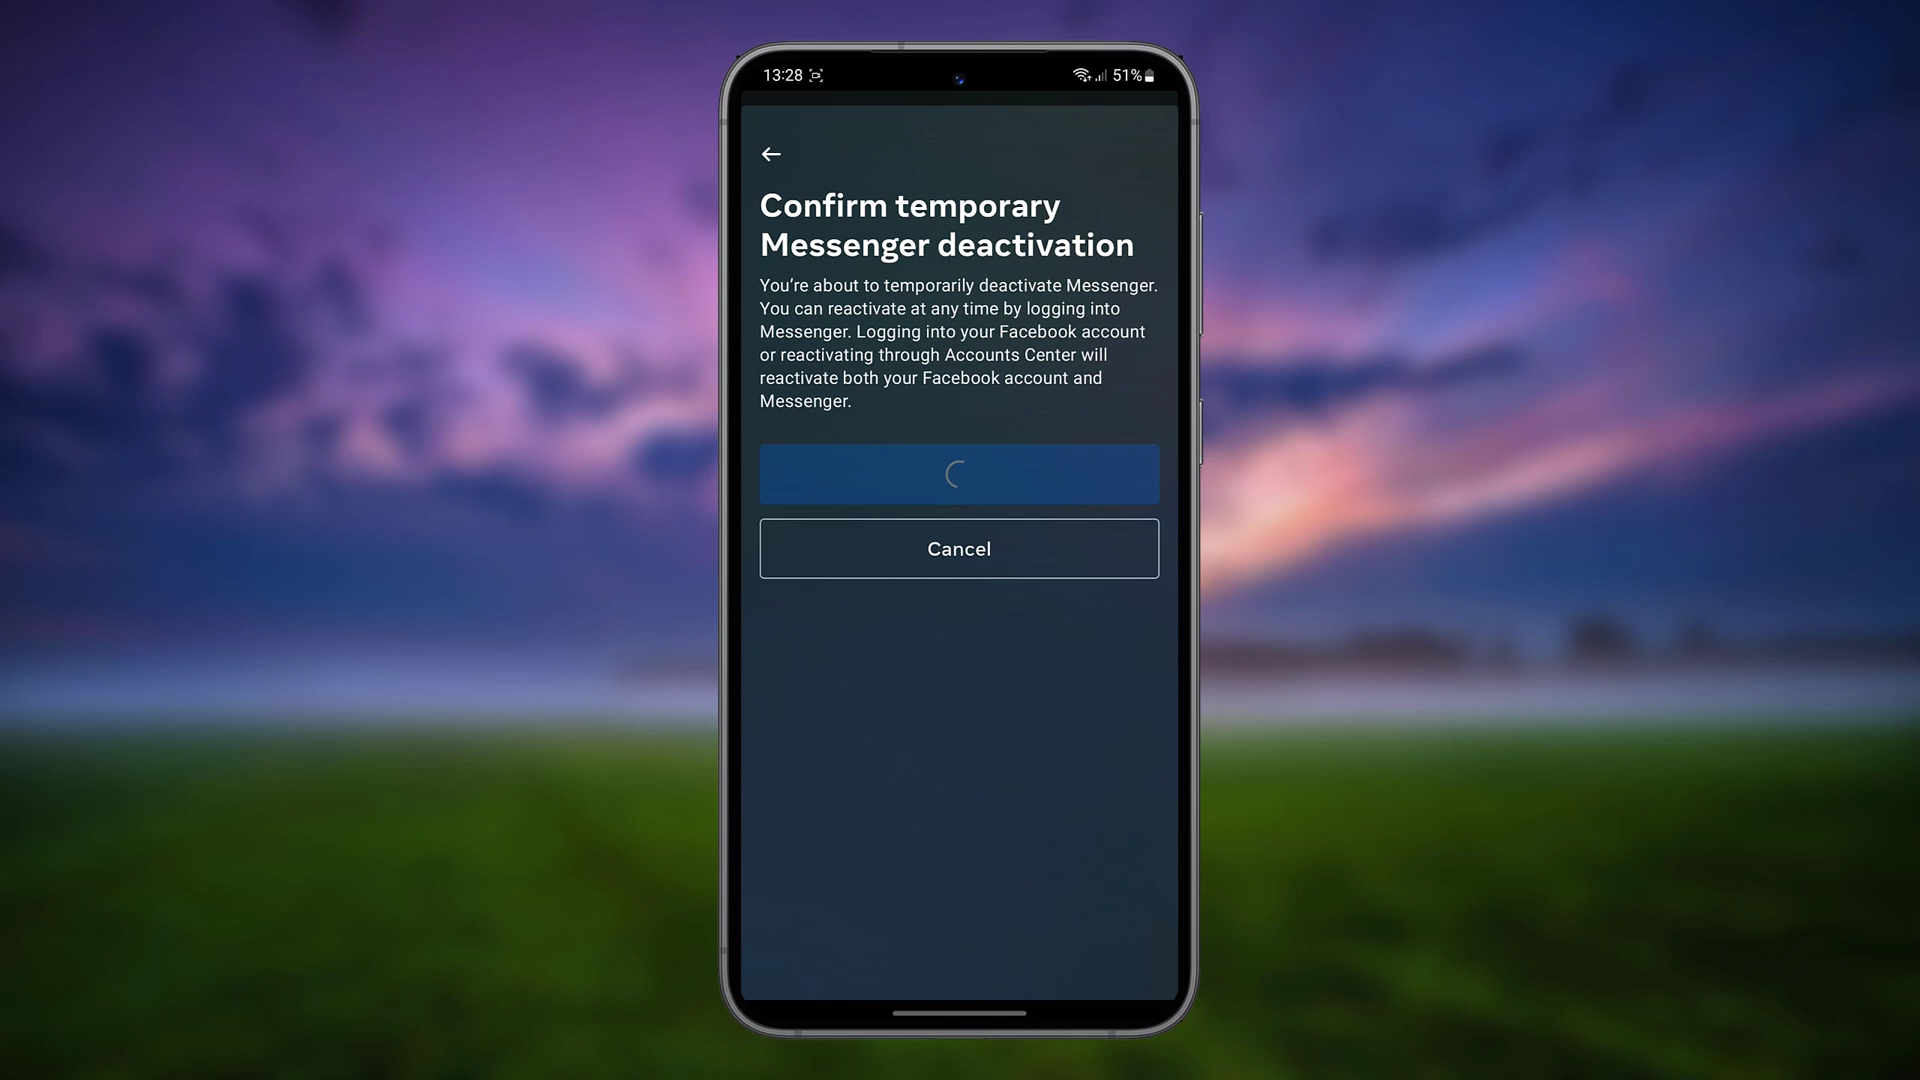 13:28 51%
Confirm temporary
Messenger deactivation
You’re about to temporarily deactivate Messenger.
You can reactivate at any time by logging into
Messenger. Logging into your Facebook account
or reactivating through Accounts Center will
reactivate both your Facebook account and
Messenger.
Cancel